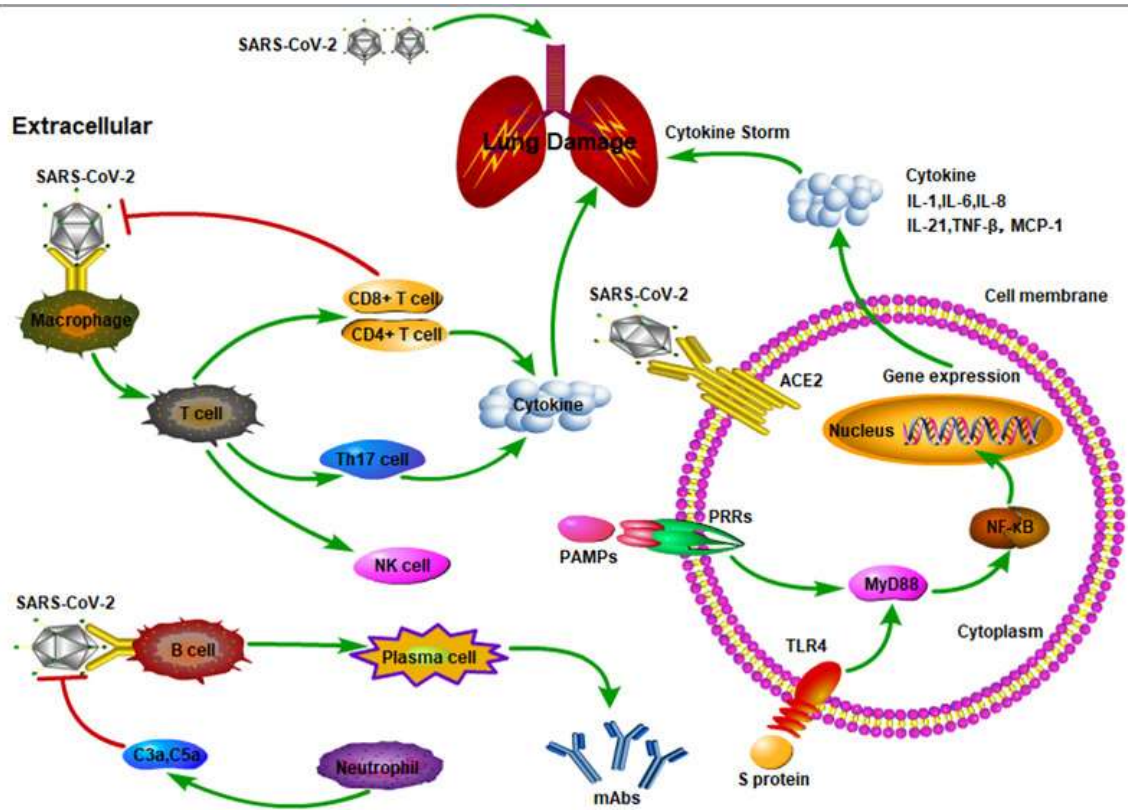 SARS-CoV-2
Extracellular
Lung Damage
Cytokine Storm
SARS-CoV-2
Cytokine
IL-1,IL-6,IL-8
IL-21,TNF-β, MCP-1
Macrophage
CD8+ T cell
CD4+ T cell
SARS-CoV-2
Cell membrane
ACE2
Gene expression
T cell
Cytokine
Nucleus
Th17 cell
PRRs
NF-κB
PAMPs
NK cell
MyD88
SARS-CoV-2
B cell
Plasma cell
Cytoplasm
TLR4
C3a,C5a
Neutrophil
mAbs
S protein